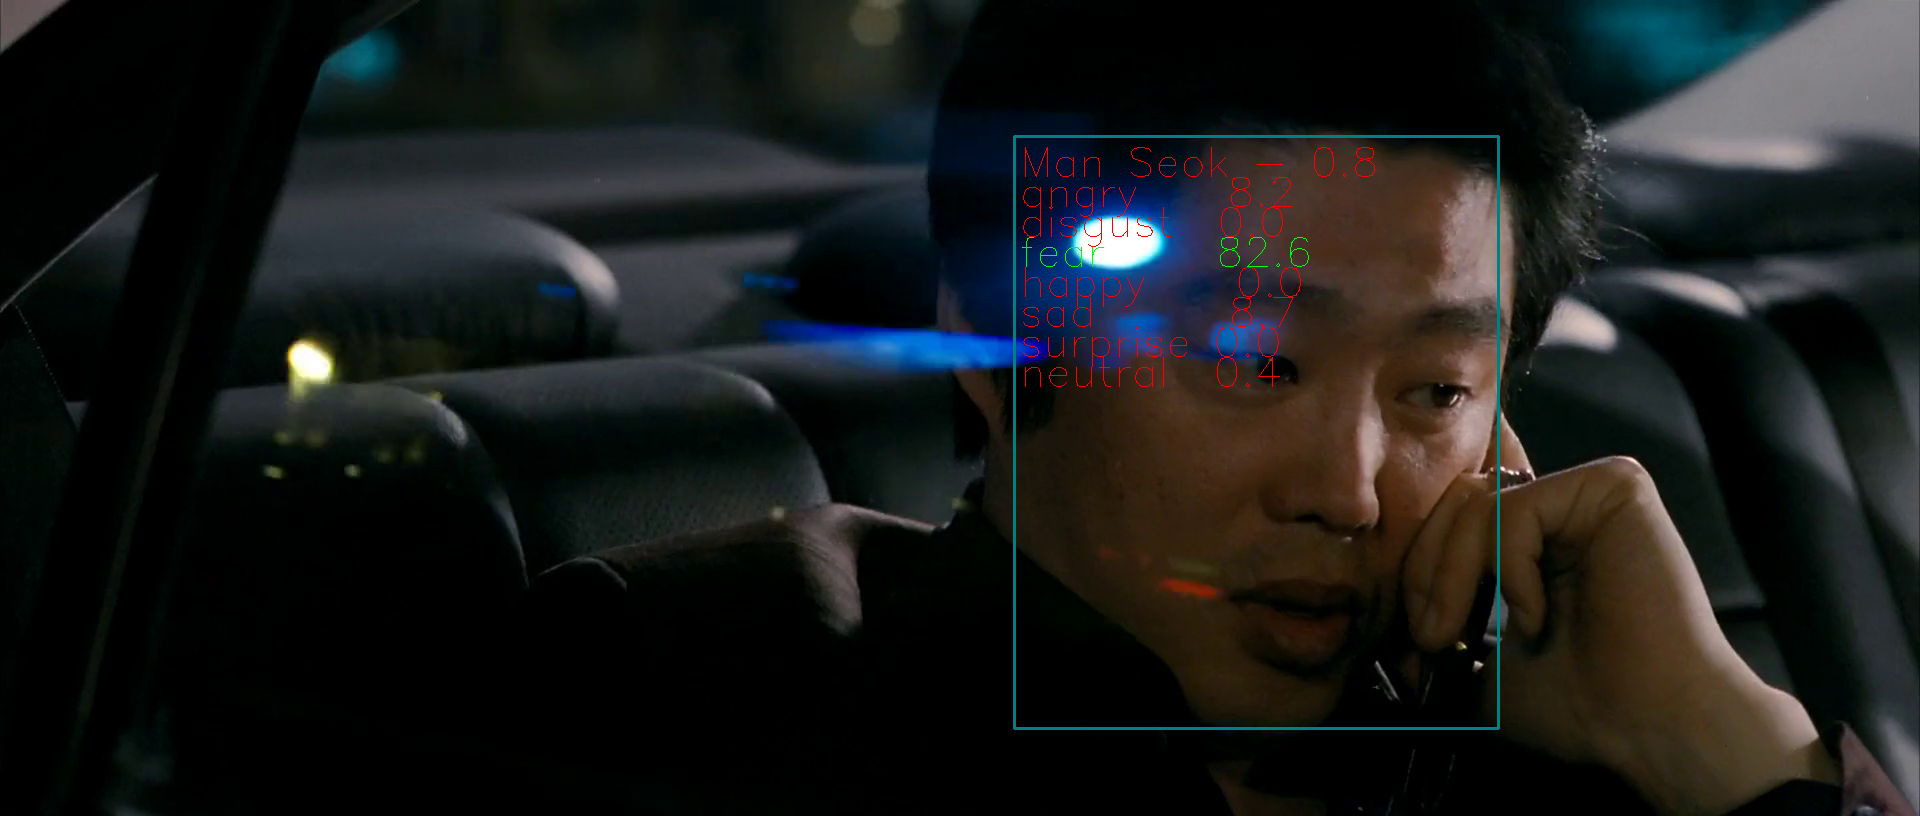 Man Seok - 0.8
angry 8.2
disgust 0.0
fear 82.6
happy 0.0
sad 8.7
surprise 0.0
neutral 0.4